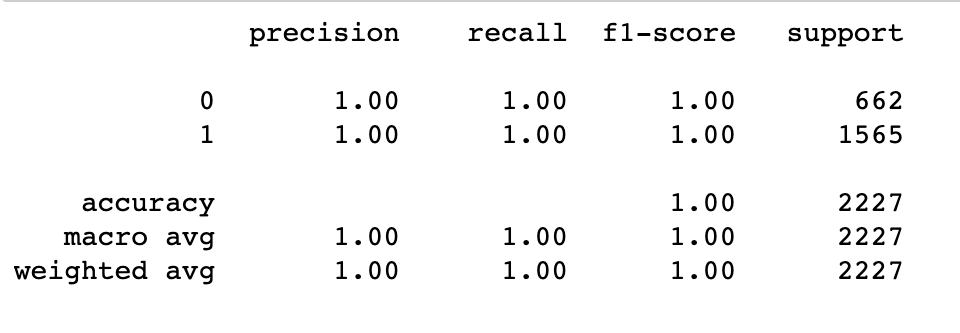 precision recall f1-score support
0 1.00 1.00 1.00 662
1 1.00 1.00 1.00 1565
accuracy 1.00 2227
macro avg 1.00 1.00 1.00 2227
weighted avg 1.00 1.00 1.00 2227